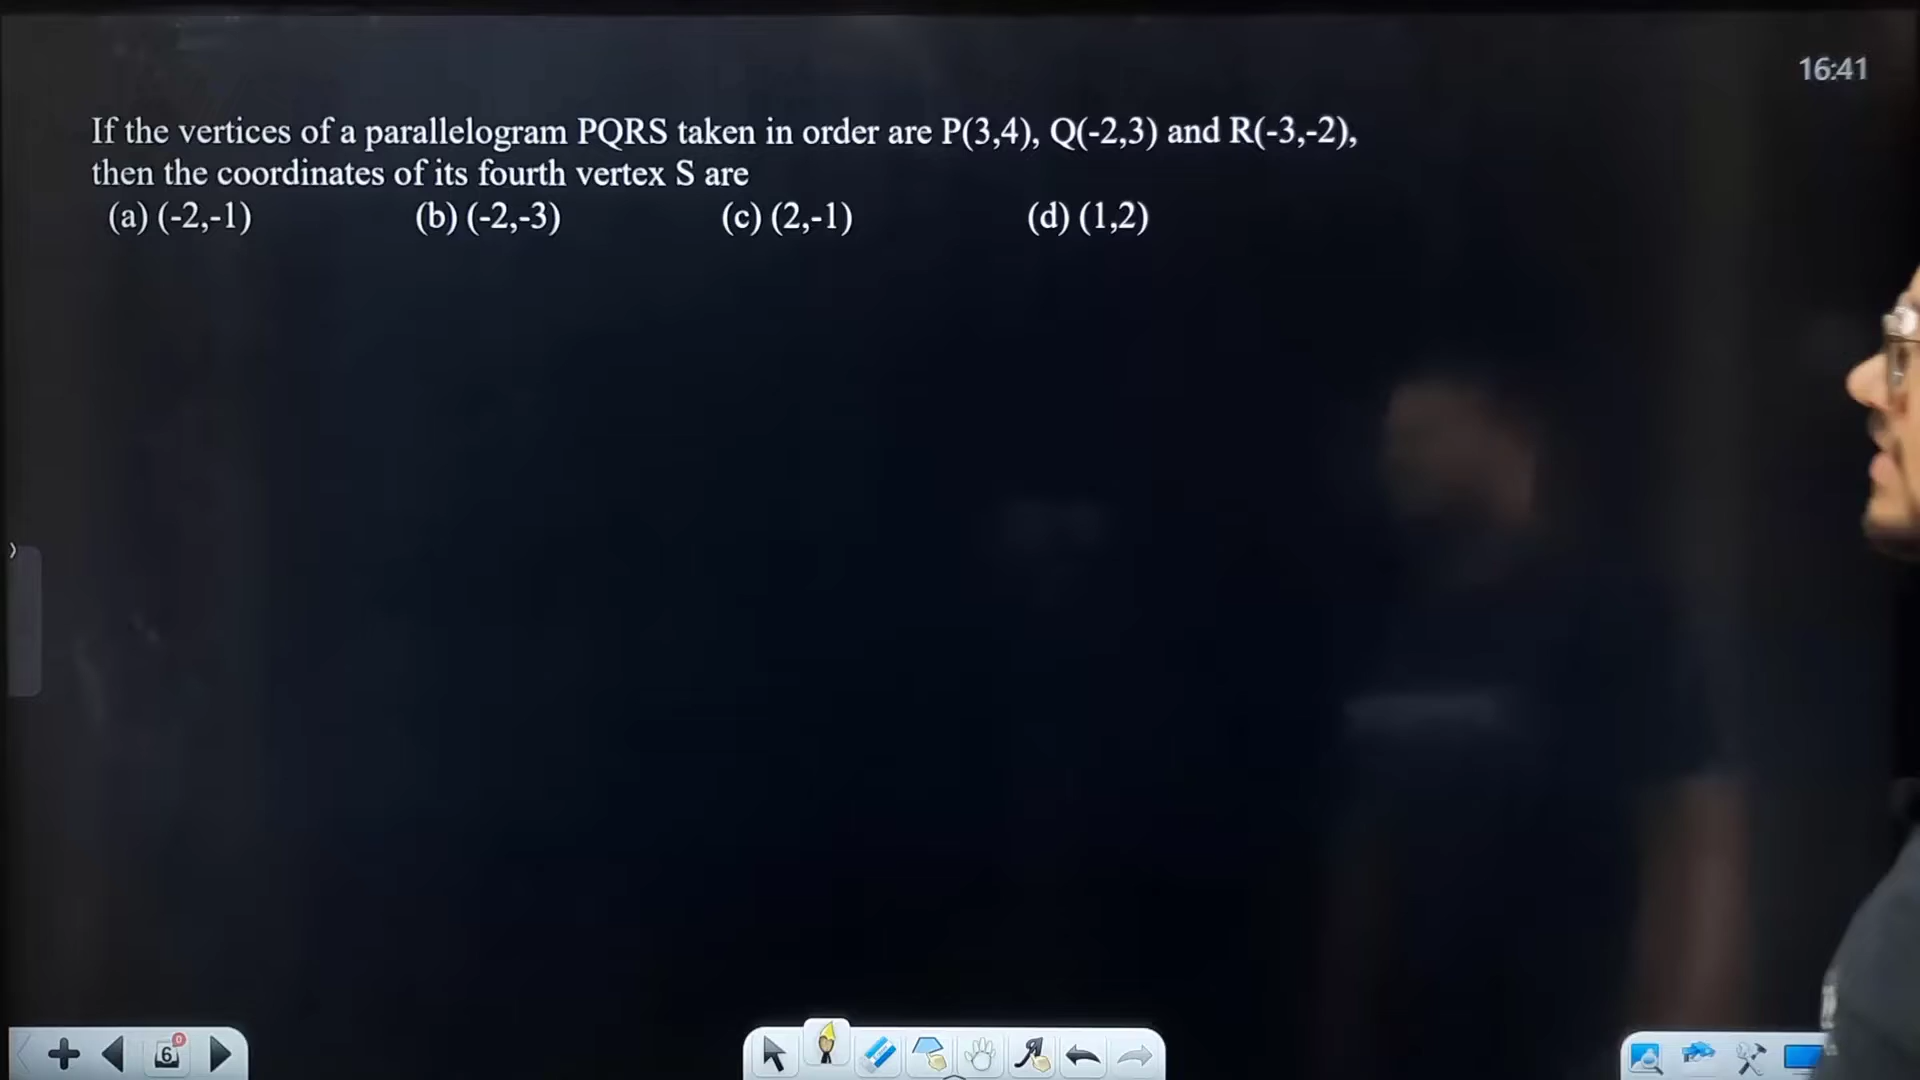 16:41
If the vertices of a parallelogram PQRS taken in order are P(3,4), Q(-2,3) and R(-3,-2),
then the coordinates of its fourth vertex S are
(a) (-2,-1) (b) (-2,-3) (c) (2,-1) (d) (1,2)
6 0